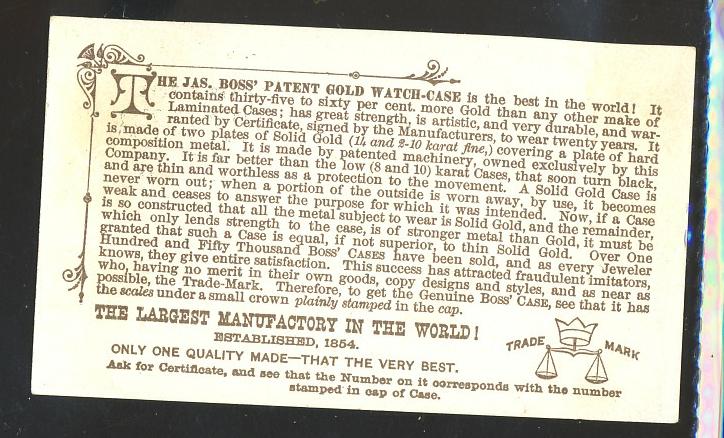 THE JAS. BOSS' PATENT GOLD WATCH-CASE is the best in the world! It
contains thirty-five to sixty per cent. more Gold than any other make of
Laminated Cases; has great strength, is artistic, and very durable, and war-
ranted by Certificate, signed by the Manufacturers, to wear twenty years. It
is made of two plates of Solid Gold (14 and 2-10 karat fine,) covering a plate of hard
composition metal. It is made by patented machinery, owned exclusively by this
Company. It is far better than the low (8 and 10) karat Cases, that soon turn black,
and are thin and worthless as a protection to the movement. A Solid Gold Case is
never worn out; when a portion of the outside is worn away, by use, it becomes
weak and ceases to answer the purpose for which it was intended. Now, if a Case
is so constructed that all the metal subject to wear is Solid Gold, and the remainder,
which only lends strength to the case, is of stronger metal than Gold, it must be
granted that such a Case is equal, if not superior, to thin Solid Gold. Over One
Hundred and Fifty Thousand BOSS' CASES have been sold, and as every Jeweler
knows, they give entire satisfaction. This success has attracted fraudulent imitators,
who, having no merit in their own goods, copy designs and styles, and as near as
possible, the Trade-Mark. Therefore, to get the Genuine BOSS' CASE, see that it has
the scales under a small crown plainly stamped in the cap.
THE LARGEST MANUFACTORY IN THE WORLD!
ESTABLISHED, 1854.
ONLY ONE QUALITY MADE—THAT THE VERY BEST.
TRADE MARK
Ask for Certificate, and see that the Number on it corresponds with the number
stamped in cap of Case.